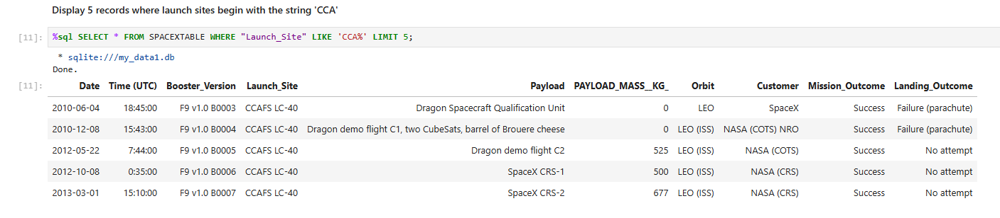 Display 5 records where launch sites begin with the string 'CCA'
[11]: %sql SELECT * FROM SPACEXTABLE WHERE "Launch_Site" LIKE 'CCA%' LIMIT 5;
* sqlite:///my_data1.db
Done.
[11]: Date Time (UTC) Booster_Version Launch_Site Payload PAYLOAD_MASS__KG_ Orbit Customer Mission_Outcome Landing_Outcome
2010-06-04 18:45:00 F9 v1.0 B0003 CCAFS LC-40 Dragon Spacecraft Qualification Unit 0 LEO SpaceX Success Failure (parachute)
2010-12-08 15:43:00 F9 v1.0 B0004 CCAFS LC-40 Dragon demo flight C1, two CubeSats, barrel of Brouere cheese 0 LEO (ISS) NASA (COTS) NRO Success Failure (parachute)
2012-05-22 7:44:00 F9 v1.0 B0005 CCAFS LC-40 Dragon demo flight C2 525 LEO (ISS) NASA (COTS) Success No attempt
2012-10-08 0:35:00 F9 v1.0 B0006 CCAFS LC-40 SpaceX CRS-1 500 LEO (ISS) NASA (CRS) Success No attempt
2013-03-01 15:10:00 F9 v1.0 B0007 CCAFS LC-40 SpaceX CRS-2 677 LEO (ISS) NASA (CRS) Success No attempt